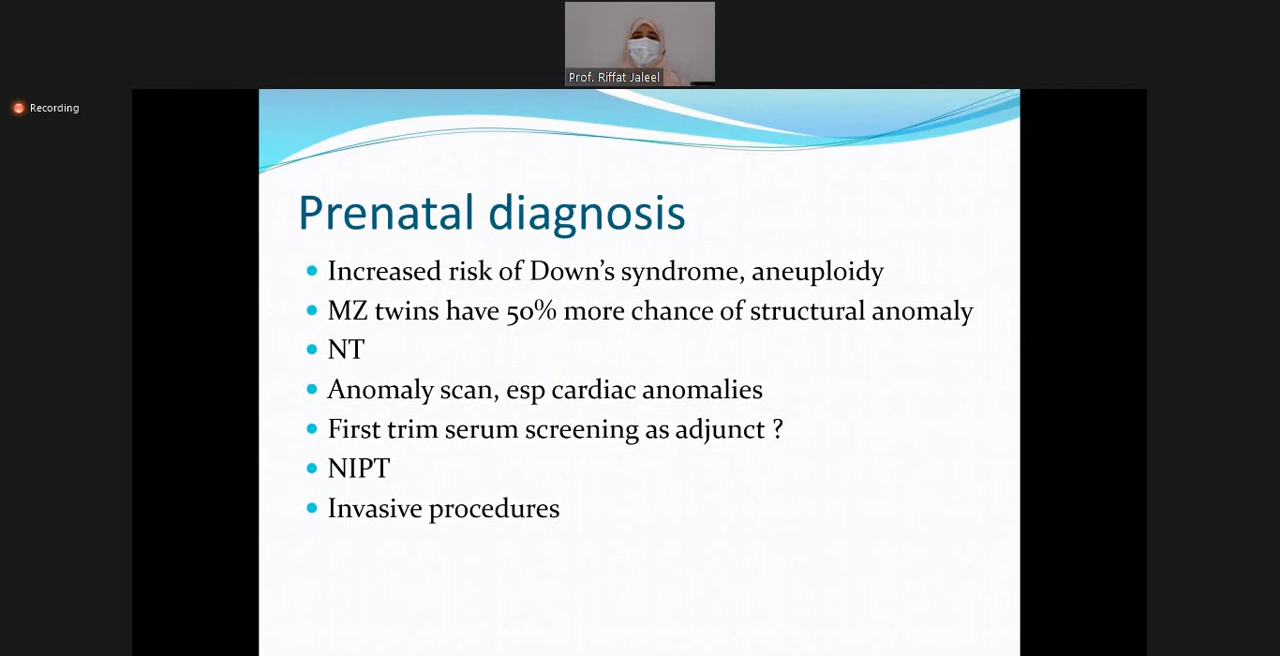 Prof. Riffat Jaleel
Recording
Prenatal diagnosis
• Increased risk of Down’s syndrome, aneuploidy
• MZ twins have 50% more chance of structural anomaly
• NT
• Anomaly scan, esp cardiac anomalies
• First trim serum screening as adjunct ?
• NIPT
• Invasive procedures